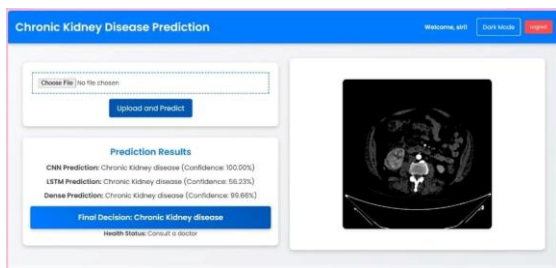 Chronic Kidney Disease Prediction
Welcome, siri!
Dark Mode
Logout
Choose File No file chosen
Upload and Predict
Prediction Results
CNN Prediction: Chronic Kidney disease (Confidence: 100.00%)
LSTM Prediction: Chronic Kidney disease (Confidence: 56.23%)
Dense Prediction: Chronic Kidney disease (Confidence: 99.66%)
Final Decision: Chronic Kidney disease
Health Status: Consult a doctor